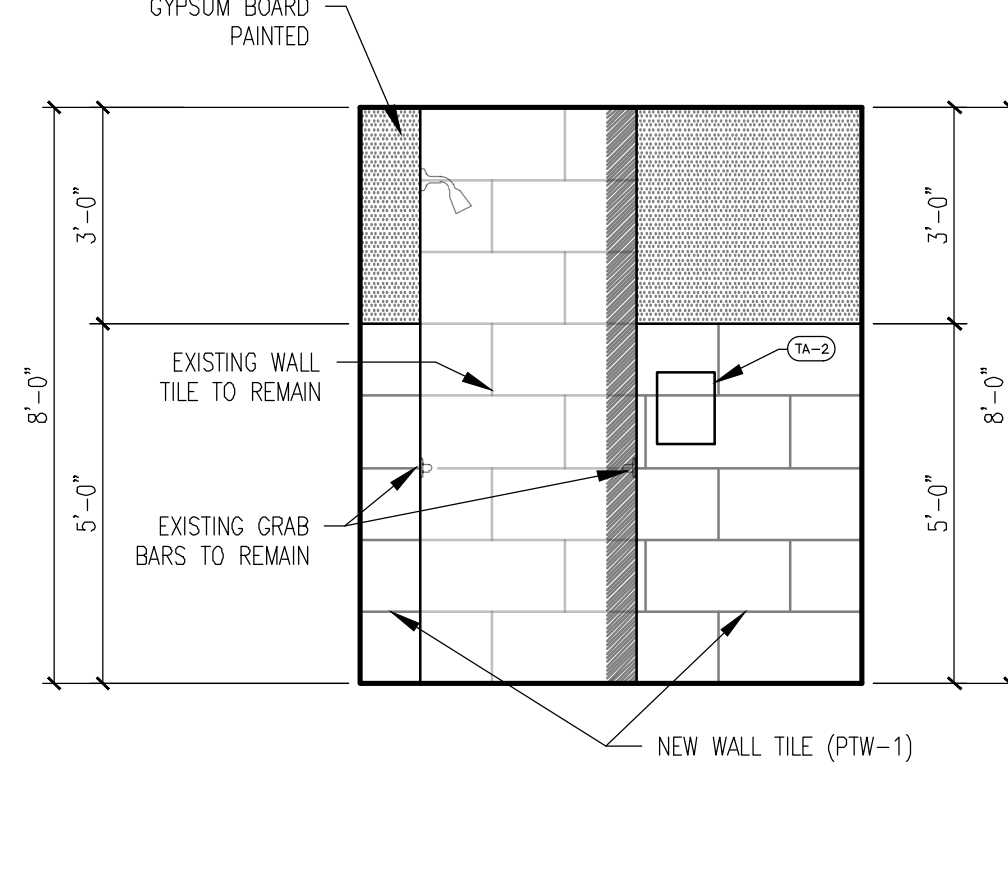 GYPSUM BOARD
PAINTED
3'-0"
3'-0"
TA-2
EXISTING WALL
TILE TO REMAIN
8'-0"
8'-0"
5'-0"
5'-0"
EXISTING GRAB
BARS TO REMAIN
NEW WALL TILE (PTW-1)